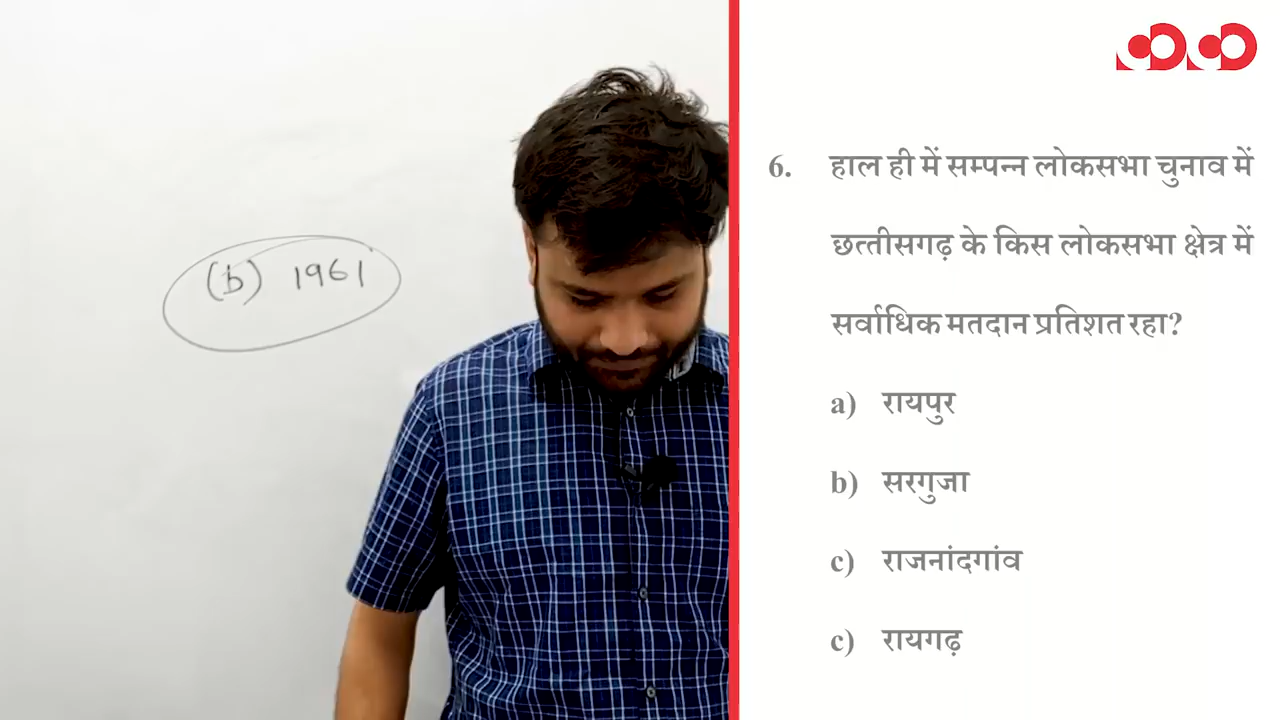 (b) 1961
6. हाल ही में सम्पन्न लोकसभा चुनाव में
छत्तीसगढ़ के किस लोकसभा क्षेत्र में
सर्वाधिक मतदान प्रतिशत रहा?
a) रायपुर
b) सरगुजा
c) राजनांदगांव
c) रायगढ़